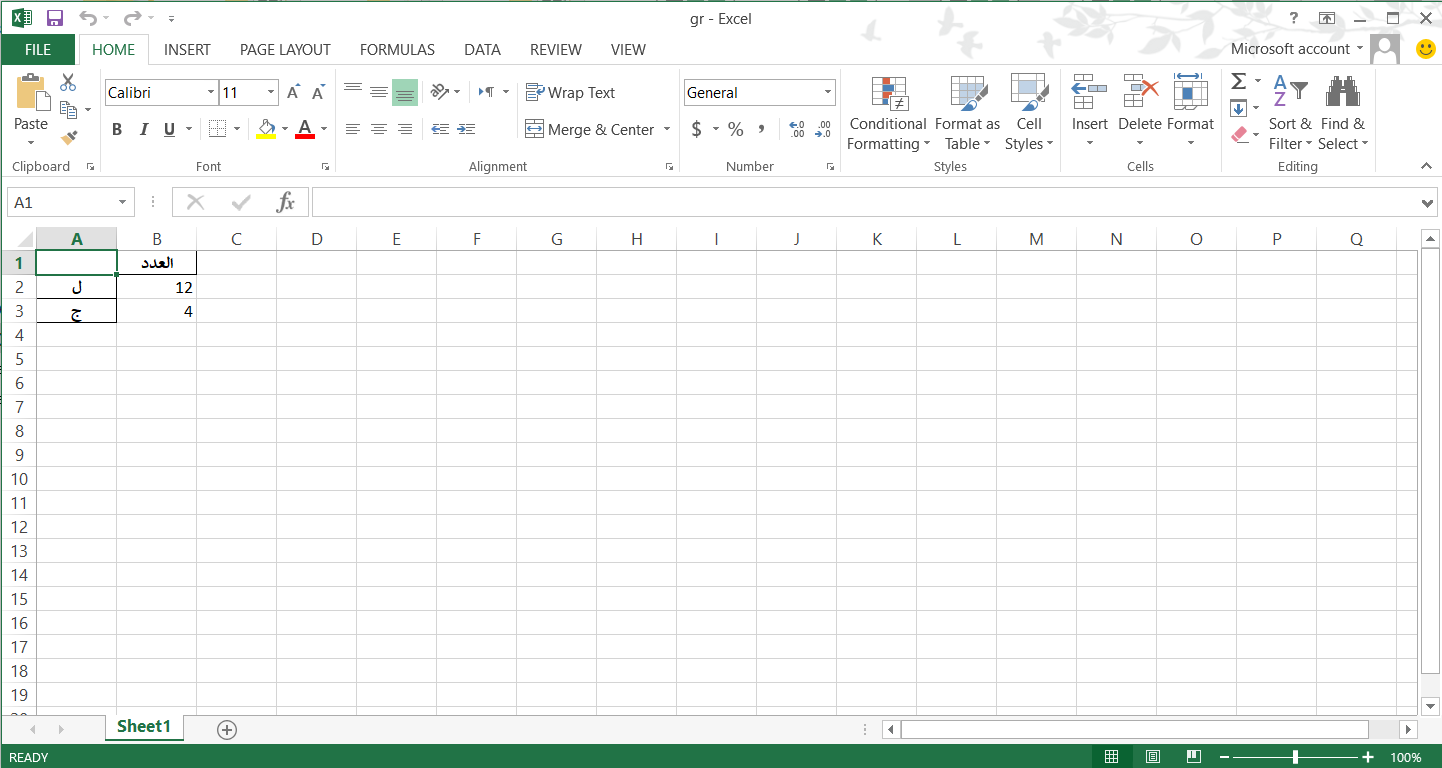 gr - Excel
FILE HOME INSERT PAGE LAYOUT FORMULAS DATA REVIEW VIEW Microsoft account
Calibri 11 Wrap Text General
Paste B I U Merge & Center $ % , Conditional Formatting Format as Table Cell Styles Insert Delete Format Sort & Filter Find & Select
Clipboard Font Alignment Number Styles Cells Editing
A1 fx
A B C D E F G H I J K L M N O P Q
1 العدد
2 ل 12
3 ج 4
4
5
6
7
8
9
10
11
12
13
14
15
16
17
18
19
Sheet1
READY 100%